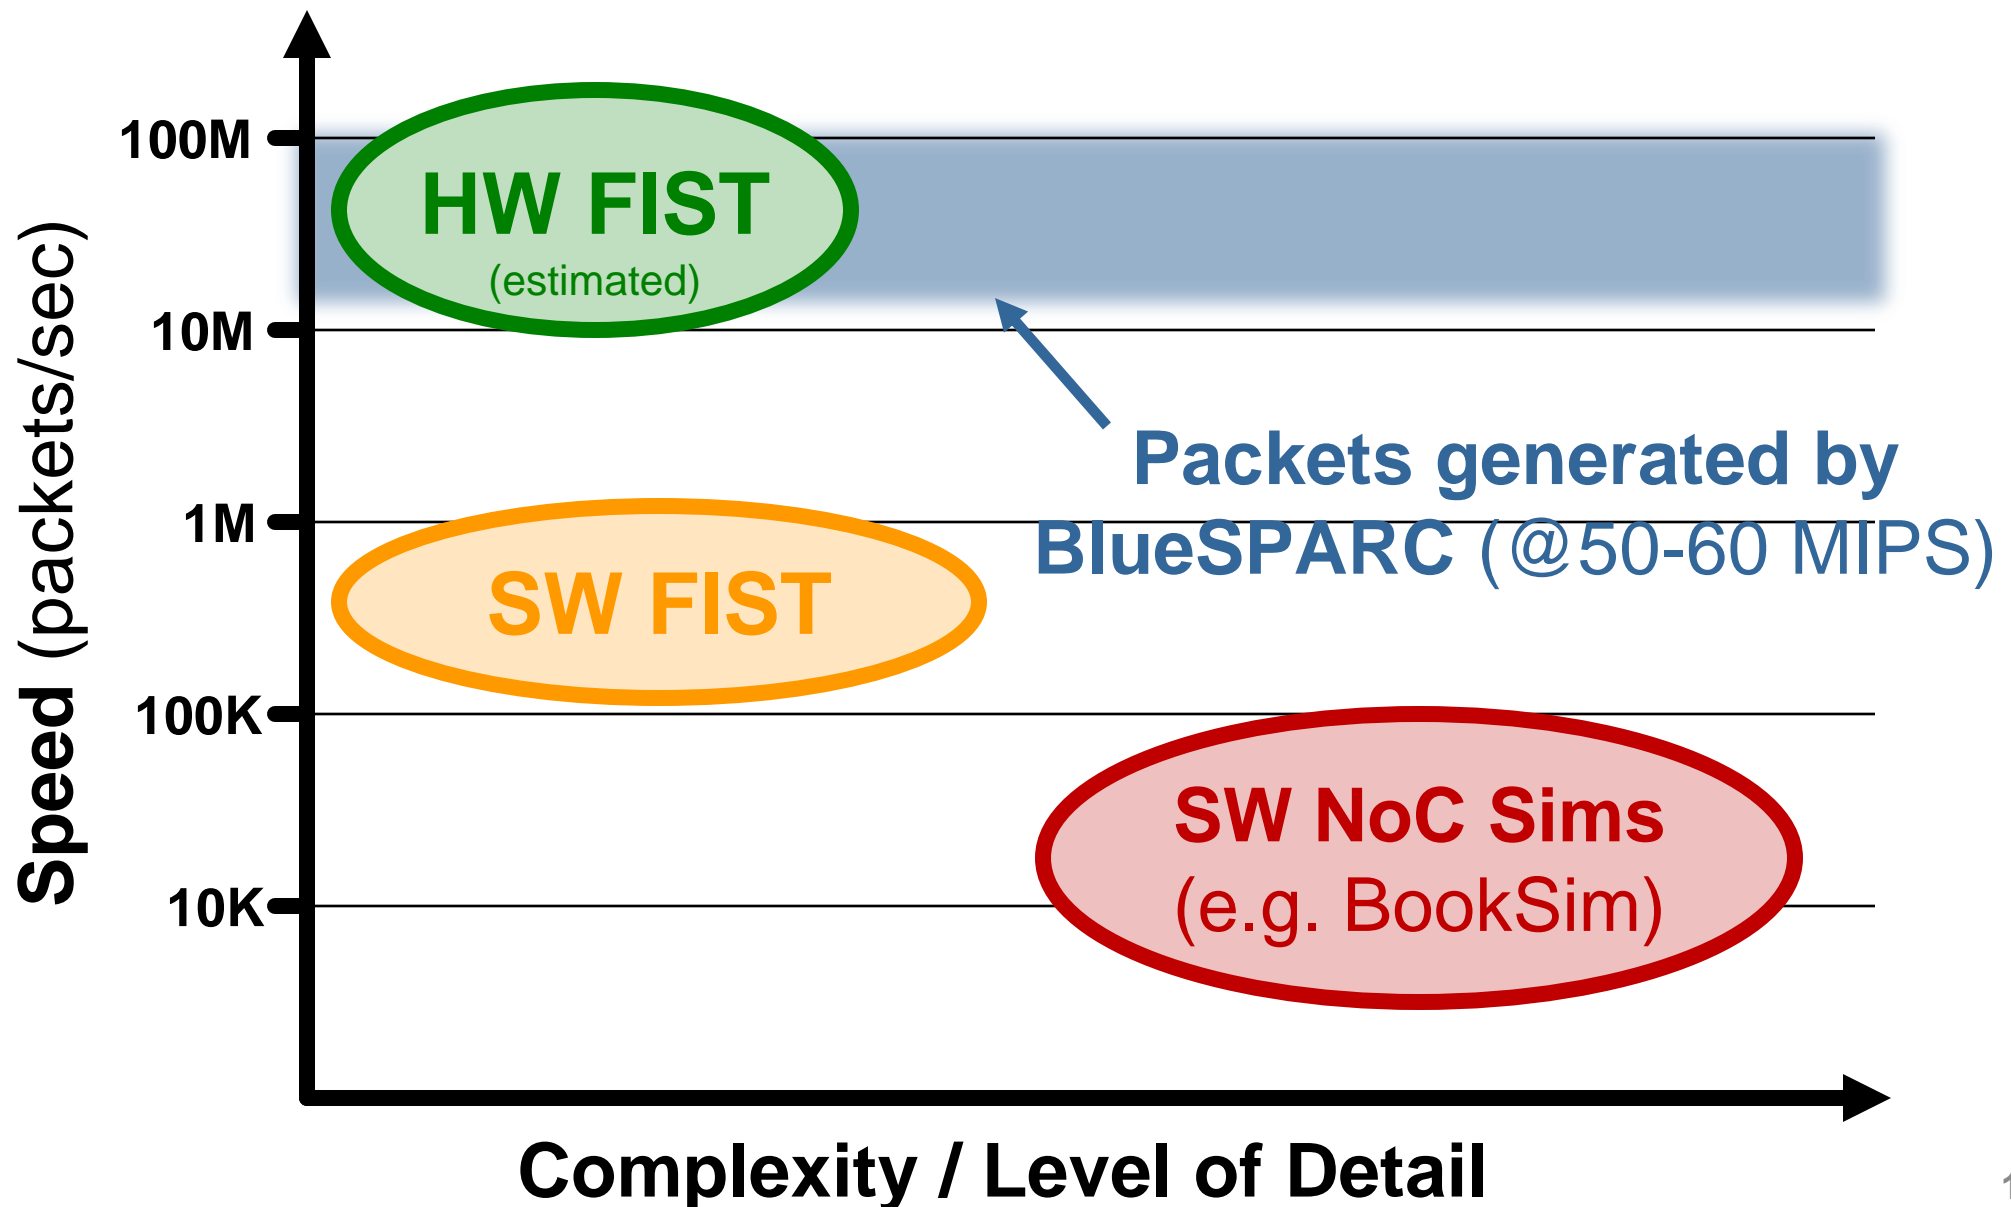 100M
HW FIST
(estimated)
10M
Speed (packets/sec)
Packets generated by
1M
BlueSPARC (@50-60 MIPS)
SW FIST
100K
SW NoC Sims
(e.g. BookSim)
10K
Complexity / Level of Detail